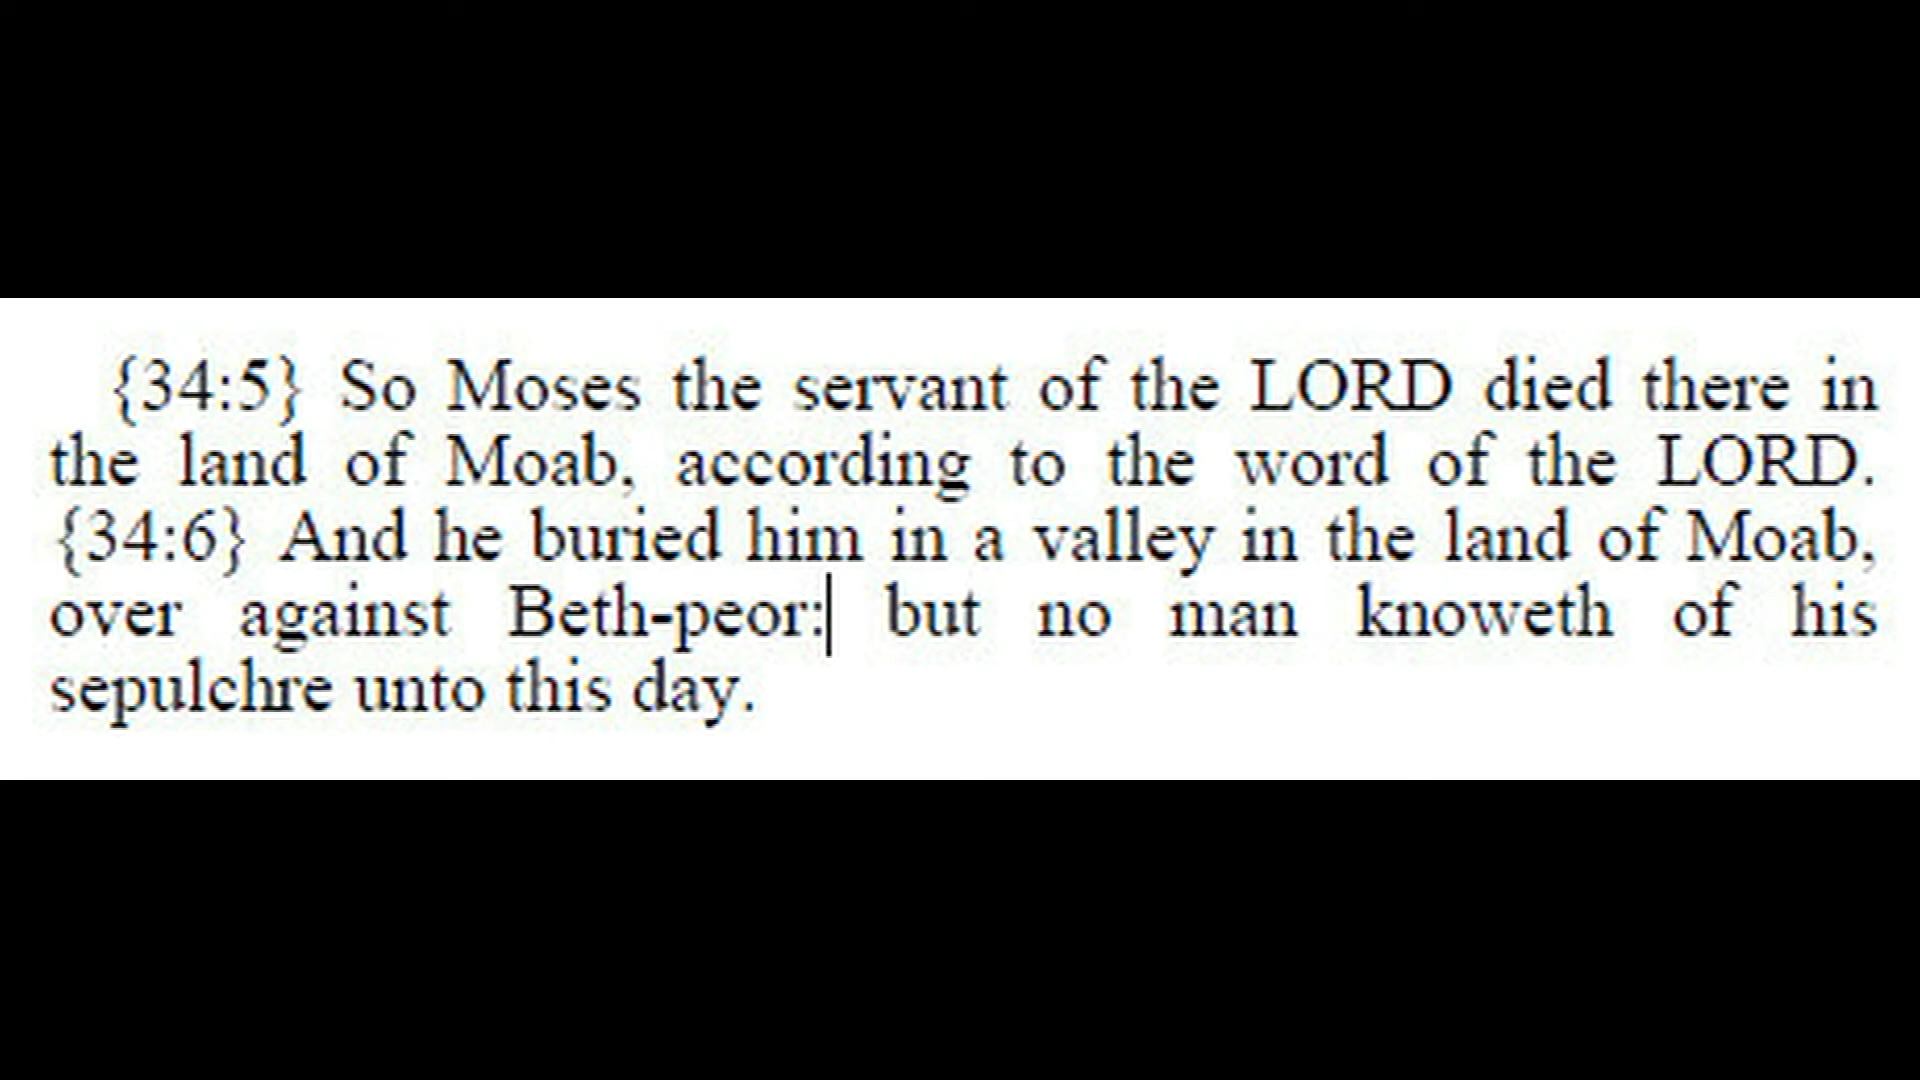 {34:5} So Moses the servant of the LORD died there in
the land of Moab, according to the word of the LORD.
{34:6} And he buried him in a valley in the land of Moab,
over against Beth-peor: but no man knoweth of his
sepulchre unto this day.